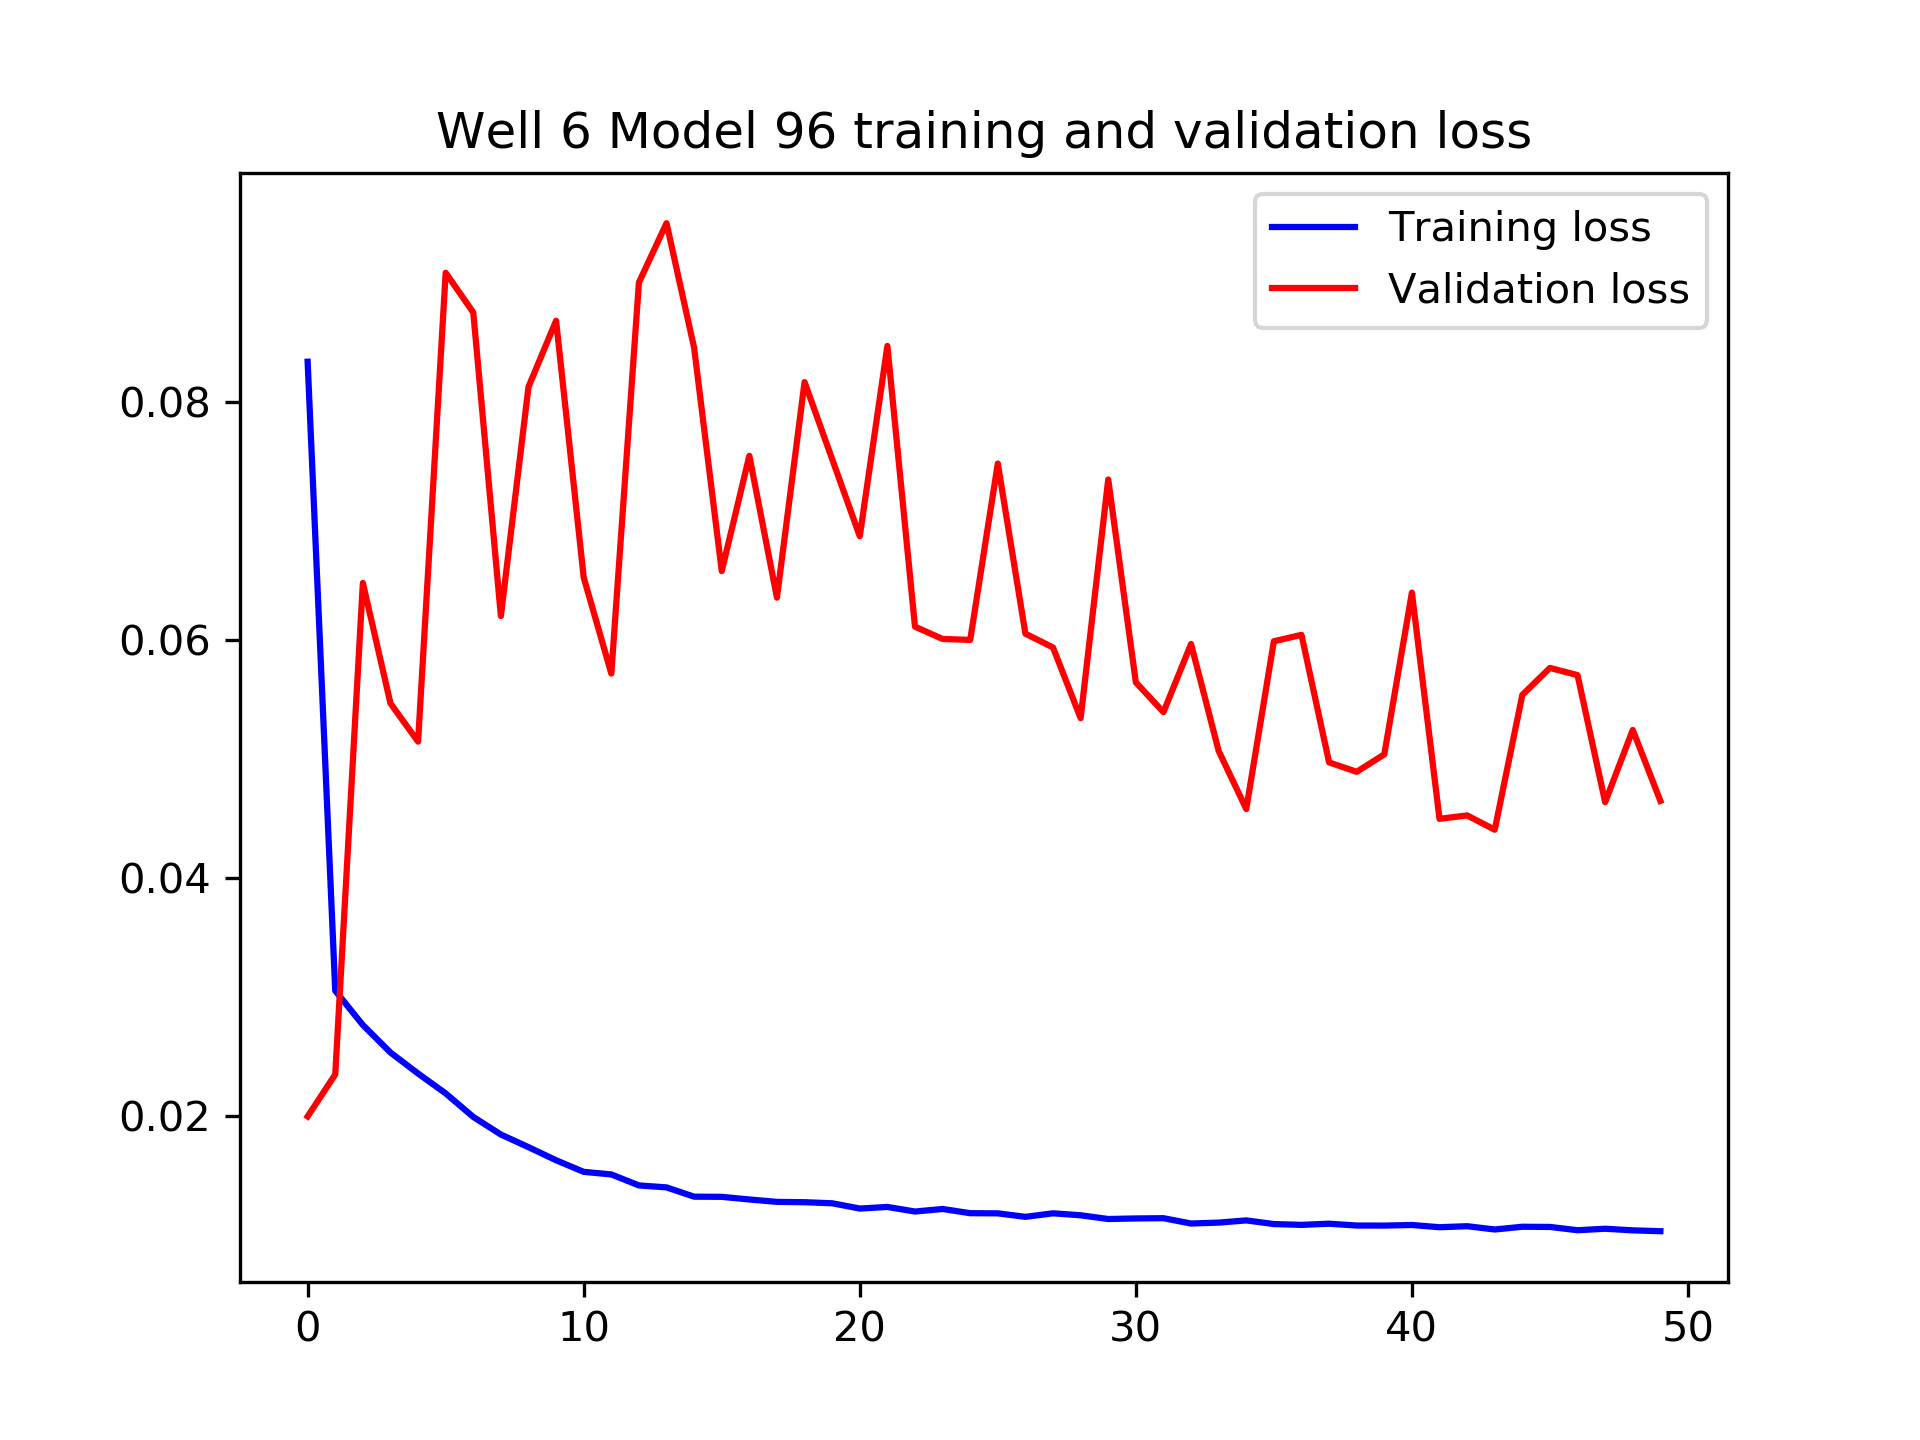 Well 6 Model 96 training and validation loss
Training loss
Validation loss
0.08
0.06
0.04
0.02
0 10 20 30 40 50